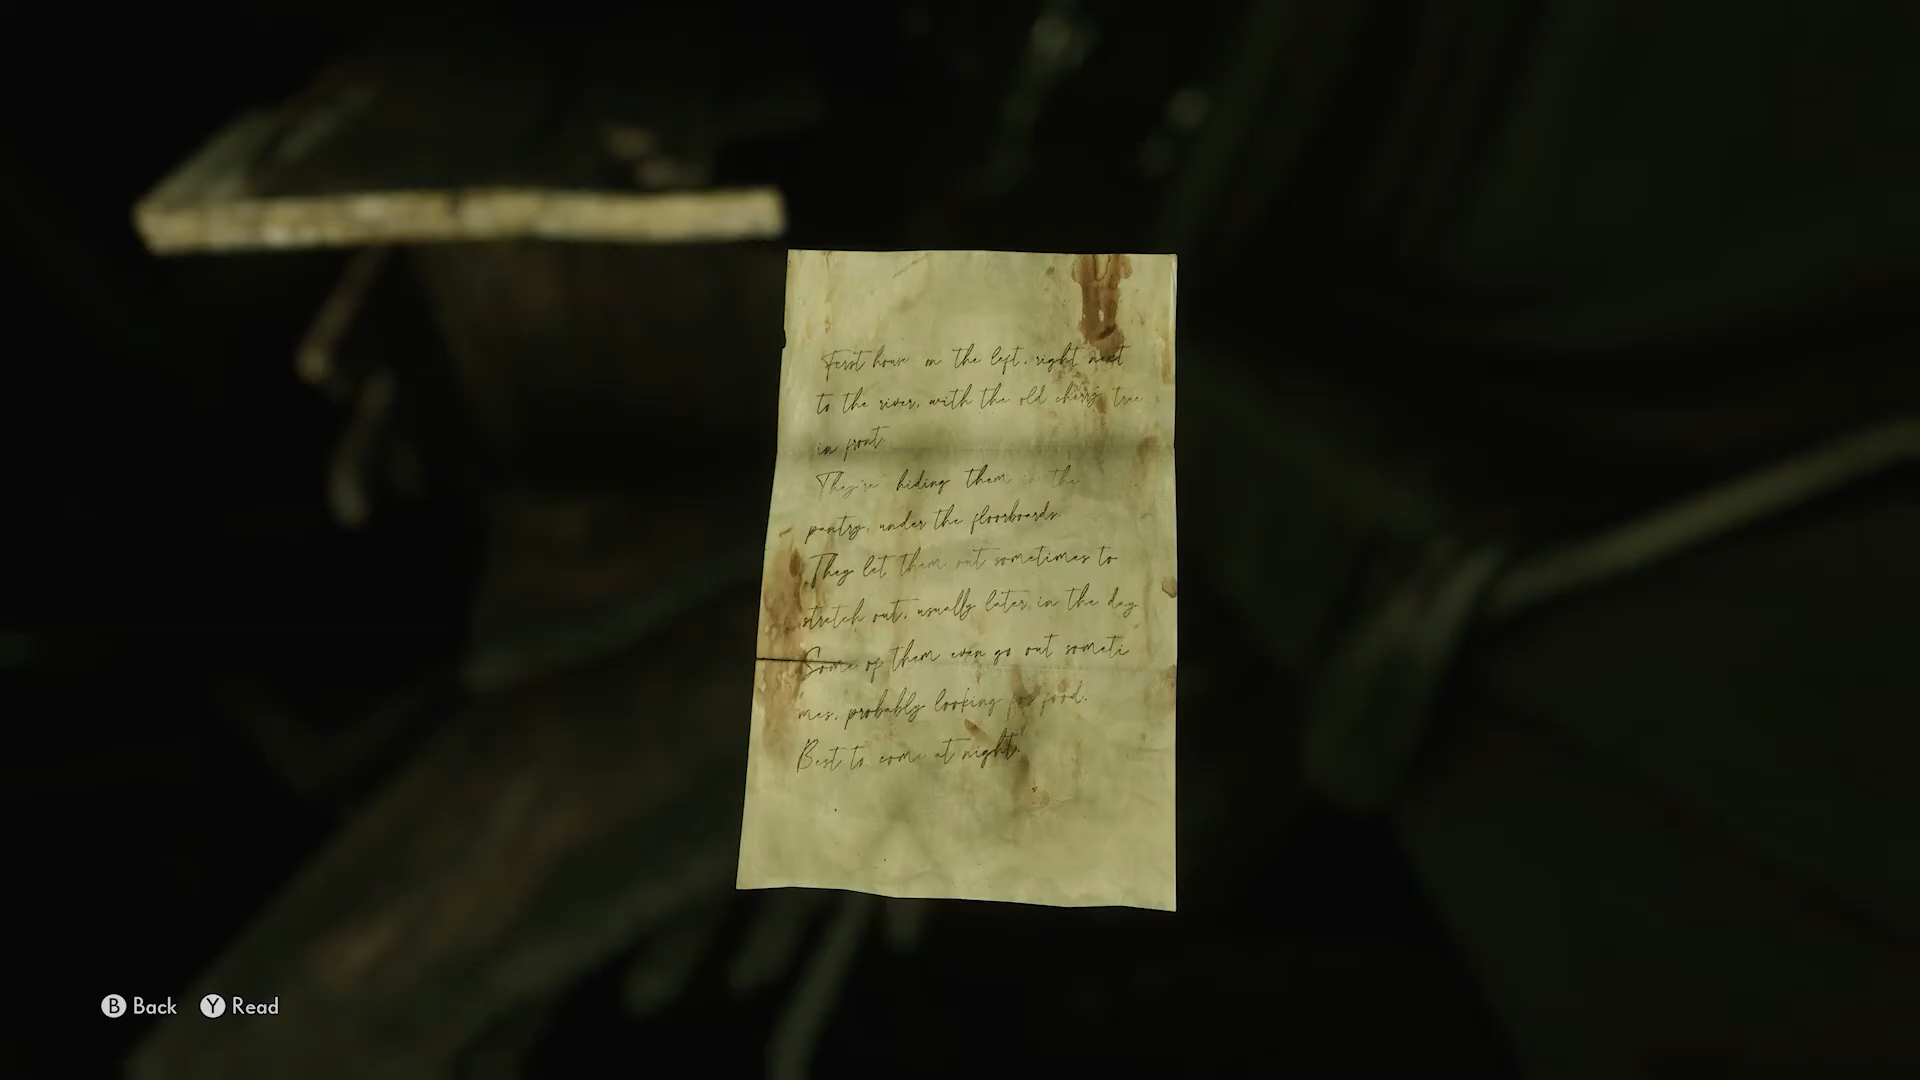 First house on the left, right next
to the river, with the old cherry tree
in front.
They're hiding them in the
pantry, under the floorboards.
They let them out sometimes to
stretch out, usually later in the day
Some of them even go out someti
mes, probably looking for food.
Best to come at night.
B Back Y Read